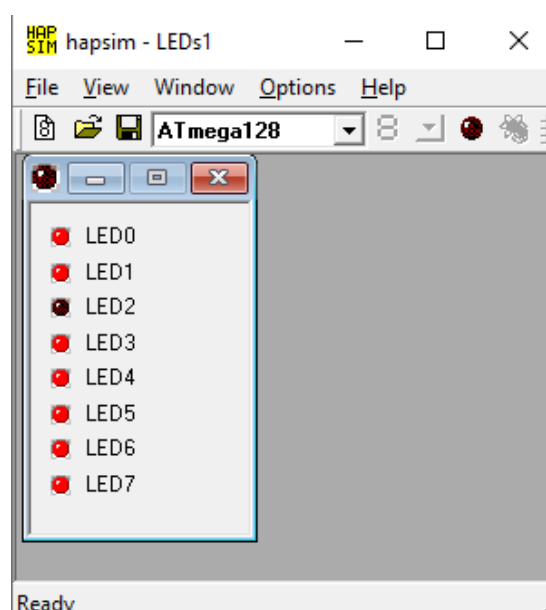 HAP
SIM hapsim - LEDs1
File View Window Options Help
ATmega128
LED0
LED1
LED2
LED3
LED4
LED5
LED6
LED7
Ready